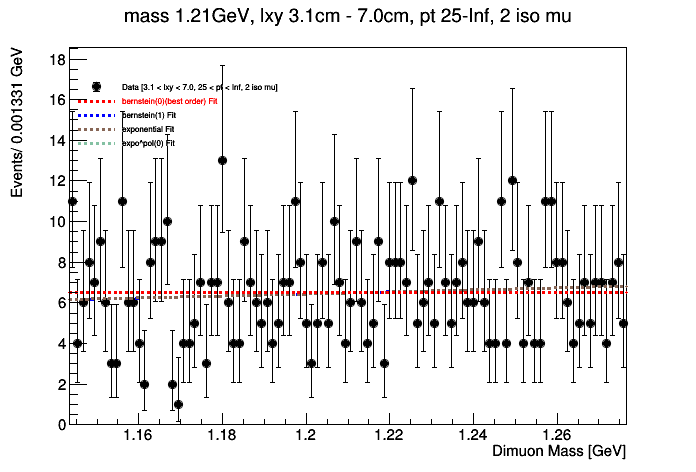 mass 1.21GeV, lxy 3.1cm - 7.0cm, pt 25-Inf, 2 iso mu
Events/ 0.001331 GeV
18
16
14
12
10
8
6
4
2
0
Data [3.1 < lxy < 7.0, 25 < pt < Inf, 2 iso mu]
bernstein(0)(best order) Fit
bernstein(1) Fit
exponential Fit
expo*pol(0) Fit
1.16 1.18 1.2 1.22 1.24 1.26
Dimuon Mass [GeV]